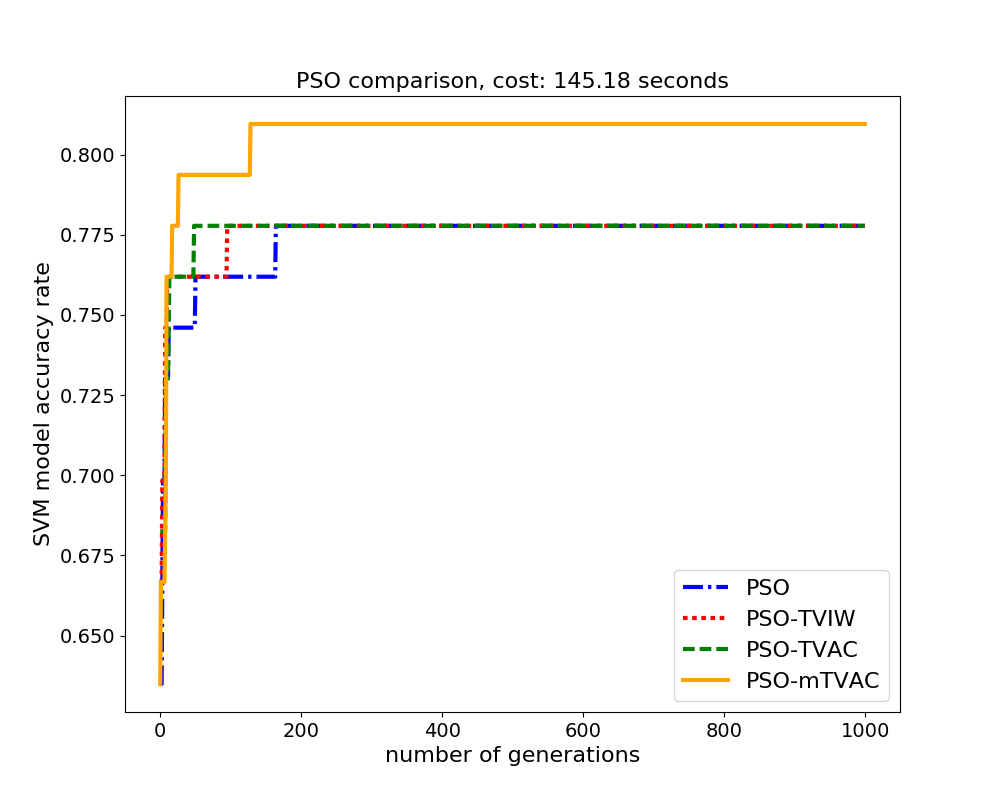 PSO comparison, cost: 145.18 seconds
0.800
0.775
0.750
0.725
0.700
0.675
0.650
SVM model accuracy rate
0 200 400 600 800 1000
number of generations
PSO
PSO-TVIW
PSO-TVAC
PSO-mTVAC